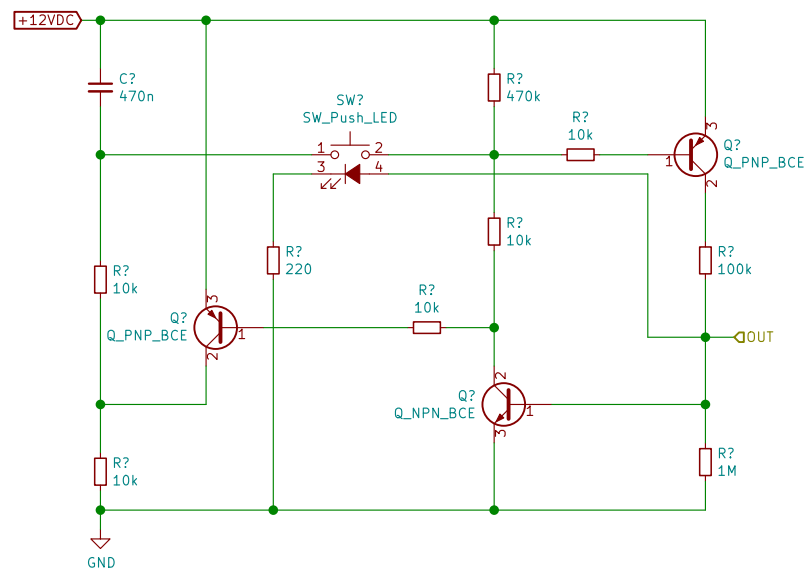 +12VDC
C?
470n
R?
470k
SW?
SW_Push_LED
1
2
3
4
R?
10k
3
1
2
Q?
Q_PNP_BCE
R?
10k
R?
10k
R?
220
R?
100k
R?
10k
3
1
2
Q?
Q_PNP_BCE
OUT
2
1
3
Q?
Q_NPN_BCE
R?
10k
R?
1M
GND